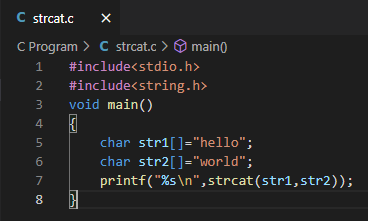 C strcat.c ×
C Program > C strcat.c > main()
1 #include<stdio.h>
2 #include<string.h>
3 void main()
4 {
5 char str1[]="hello";
6 char str2[]="world";
7 printf("%s\n",strcat(str1,str2));
8 }